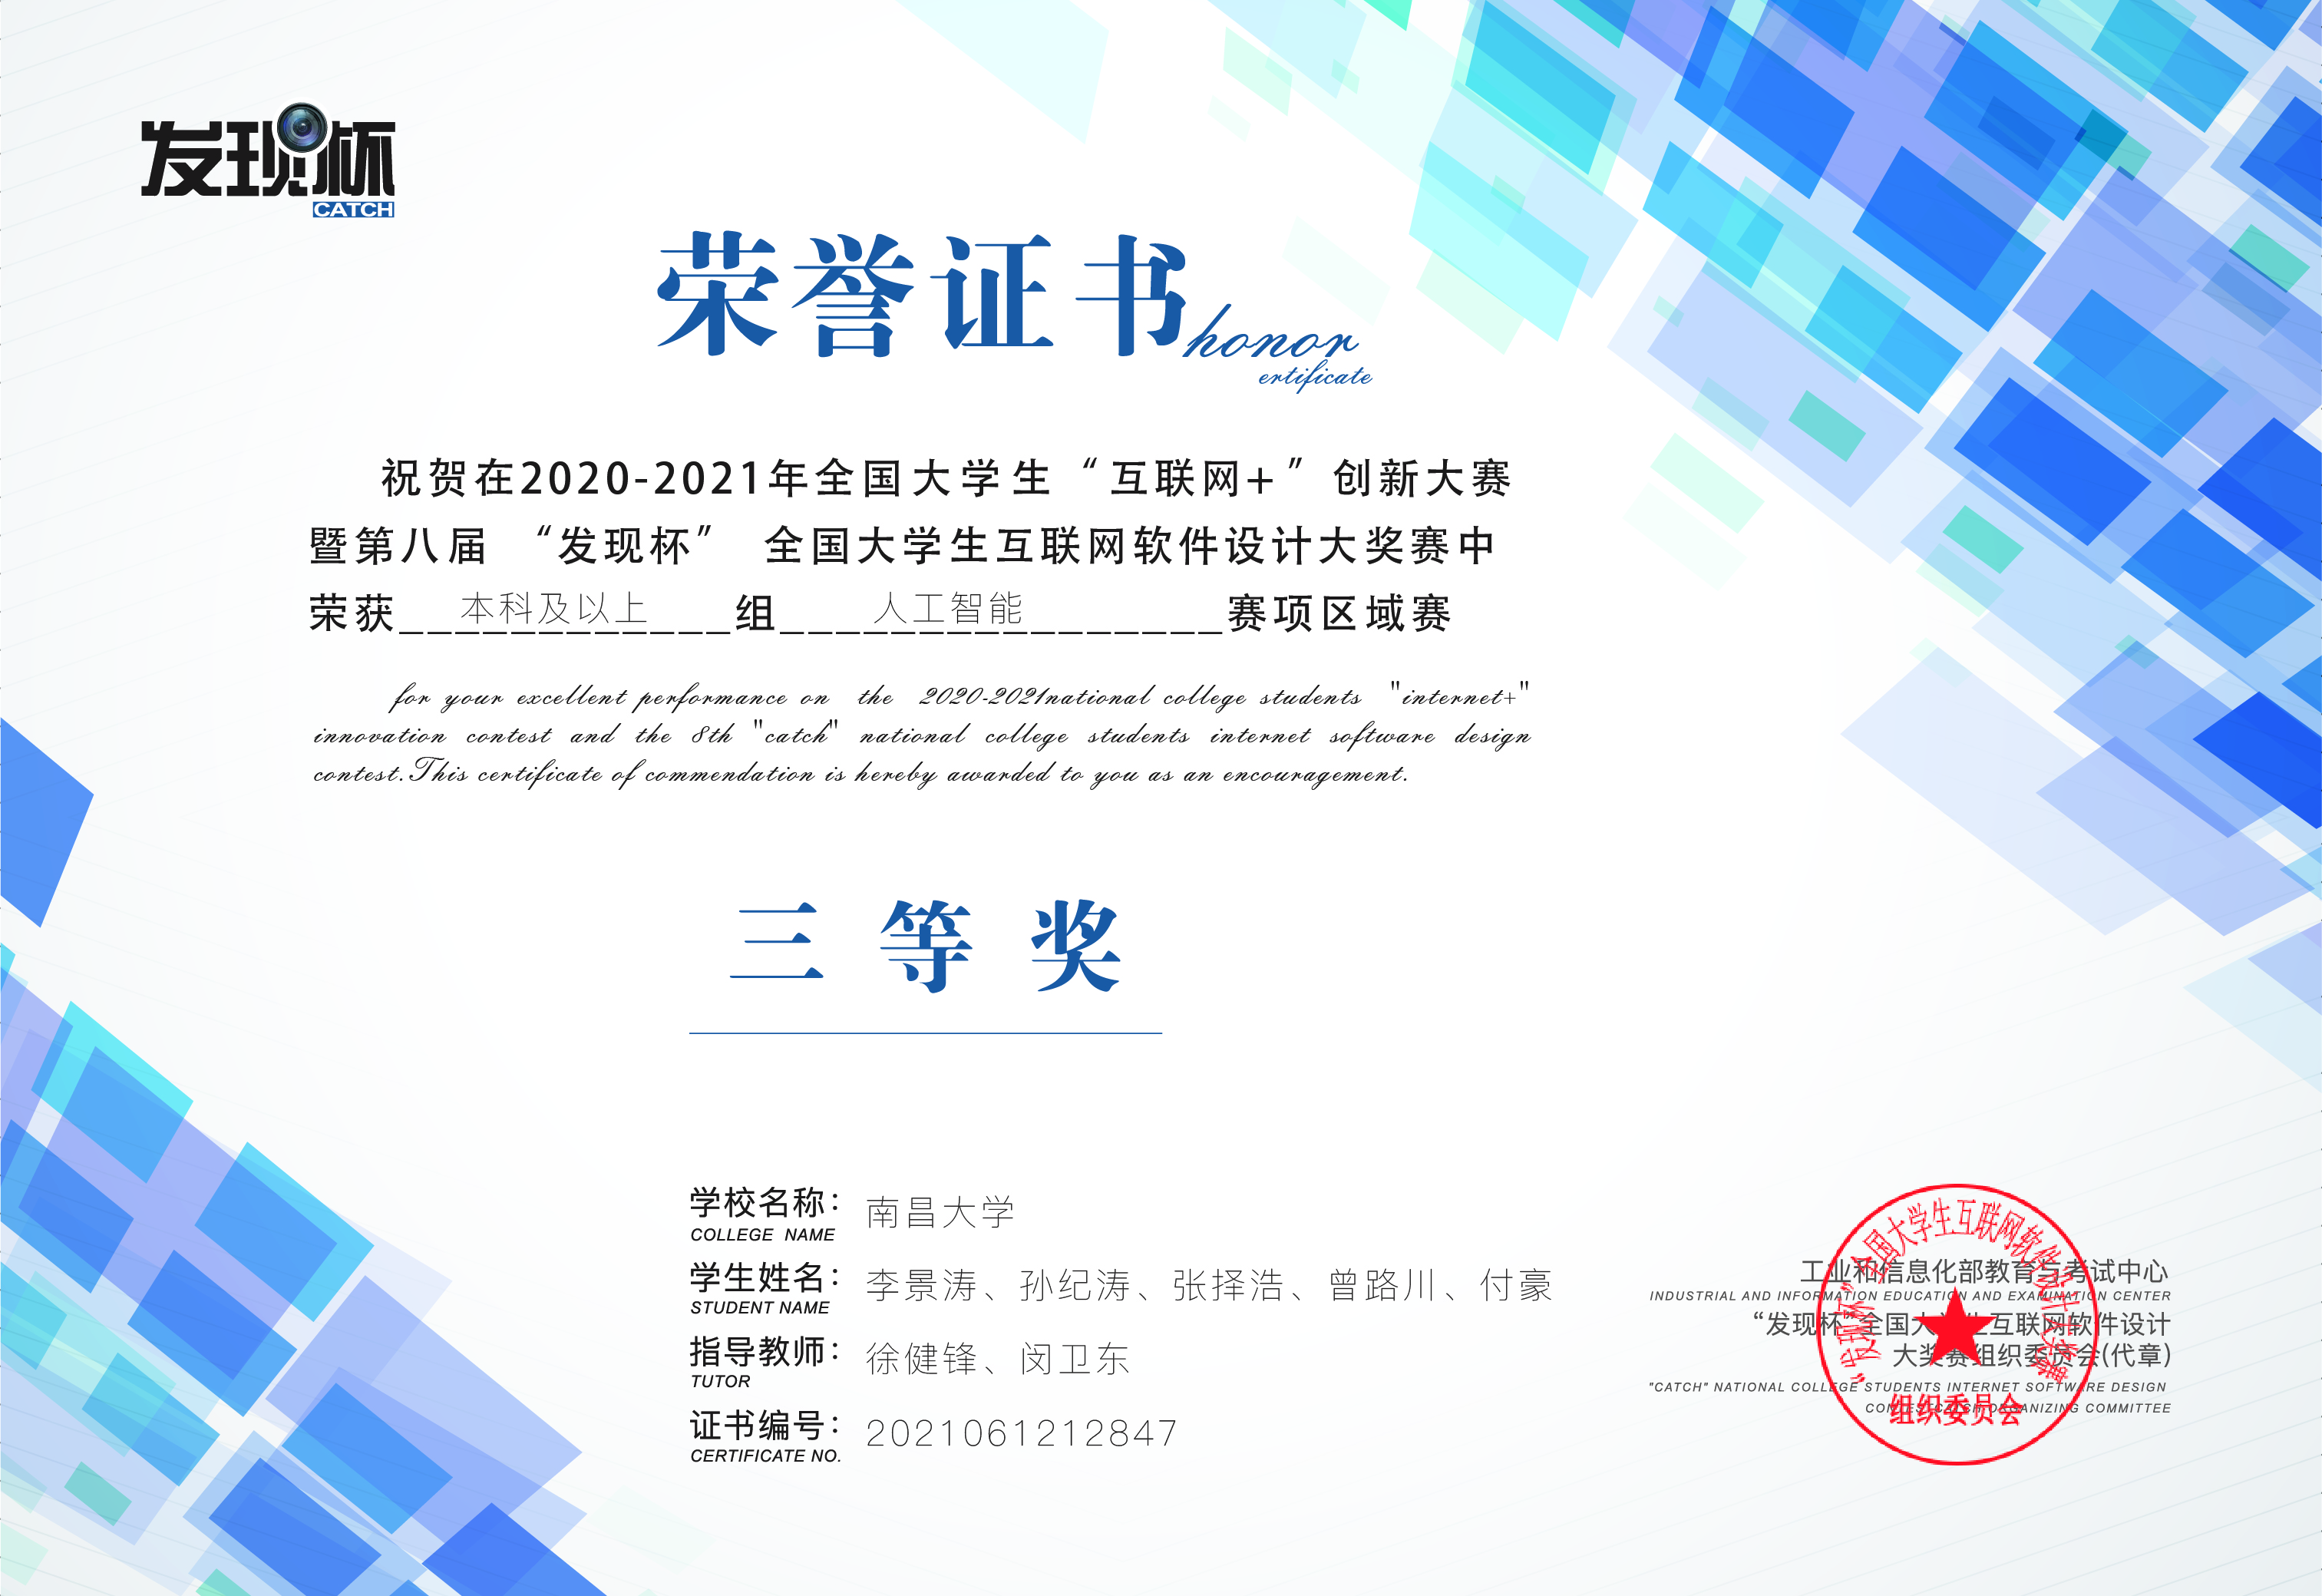 发现杯
CATCH
荣誉证书
honor
ertificate
祝贺在2020-2021年全国大学生“互联网+”创新大赛
暨第八届 “发现杯” 全国大学生互联网软件设计大奖赛中
荣获____本科及以上____组____人工智能____赛项区域赛
for your excellent performance on the 2020-2021national college students "internet+"
innovation contest and the 8th "catch" national college students internet software design
contest.This certificate of commendation is hereby awarded to you as an encouragement.
三等奖
学校名称：南昌大学
COLLEGE NAME
学生姓名：李景涛、孙纪涛、张择浩、曾路川、付豪
STUDENT NAME
指导教师：徐健锋、闵卫东
TUTOR
证书编号：2021061212847
CERTIFICATE NO.
工业和信息化部教育与考试中心
INDUSTRIAL AND INFORMATION EDUCATION AND EXAMINATION CENTER
“发现杯”全国大学生互联网软件设计
大奖赛组织委员会(代章)
"CATCH" NATIONAL COLLEGE STUDENTS INTERNET SOFTWARE DESIGN
CONTEST CATCH ORGANIZING COMMITTEE
“发现杯”全国大学生互联网软件设计大奖赛
组织委员会